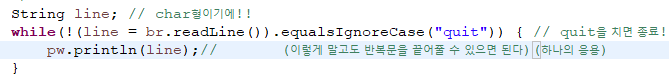 String line; // char형이기에!!
while(!(line = br.readLine()).equalsIgnoreCase("quit")) { // quit을 치면 종료!
pw.println(line);// (이렇게 말고도 반복문을 끝어줄 수 있으면 된다) (하나의 응용)
}